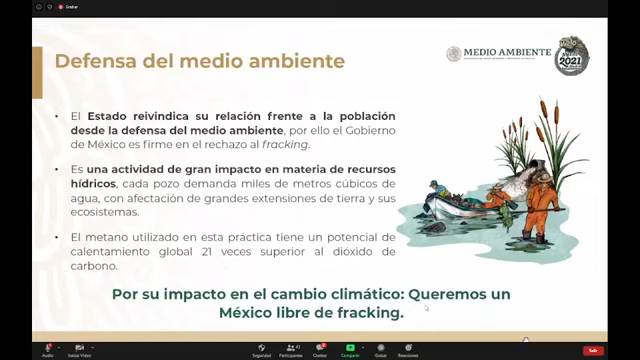 Grabar
Defensa del medio ambiente
MEDIO AMBIENTE
2021
• El Estado reivindica su relación frente a la población
desde la defensa del medio ambiente, por ello el Gobierno
de México es firme en el rechazo al fracking.
• Es una actividad de gran impacto en materia de recursos
hídricos, cada pozo demanda miles de metros cúbicos de
agua, con afectación de grandes extensiones de tierra y sus
ecosistemas.
• El metano utilizado en esta práctica tiene un potencial de
calentamiento global 21 veces superior al dióxido de
carbono.
Por su impacto en el cambio climático: Queremos un
México libre de fracking.
Audio Iniciar Video Seguridad Participantes Chatear Compartir Grabar Reacciones Salir